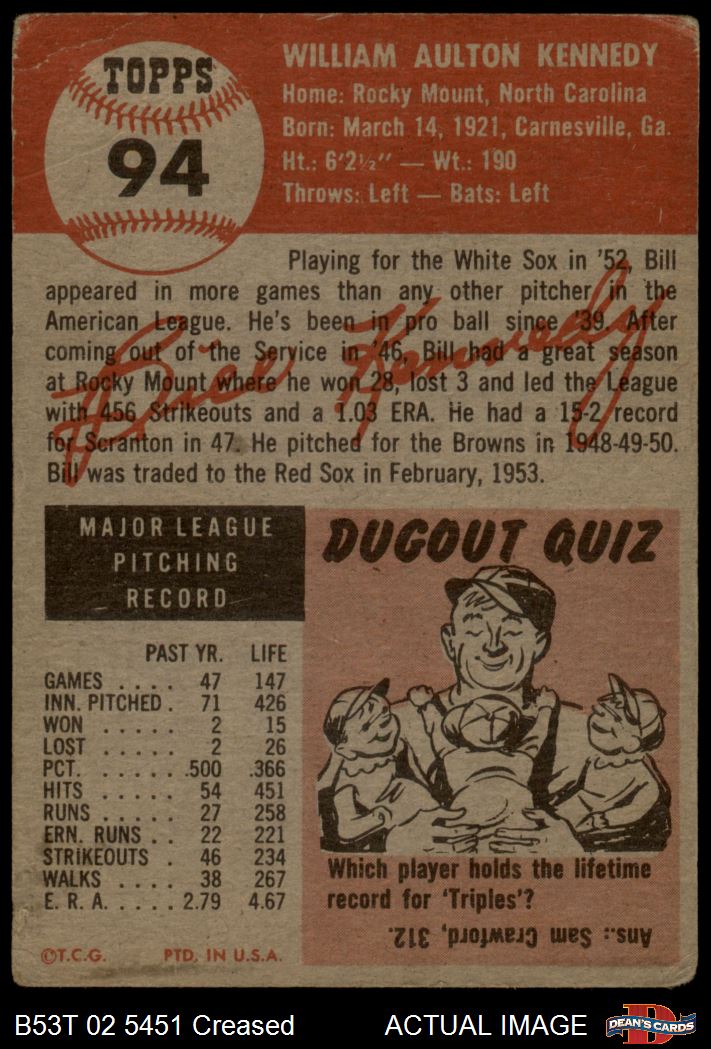 TOPPS
94
WILLIAM AULTON KENNEDY
Home: Rocky Mount, North Carolina
Born: March 14, 1921, Carnesville, Ga.
Ht.: 6'2½" — Wt.: 190
Throws: Left — Bats: Left
Playing for the White Sox in '52, Bill
appeared in more games than any other pitcher in the
American League. He's been in pro ball since '39. After
coming out of the Service in '46, Bill had a great season
at Rocky Mount where he won 28, lost 3 and led the League
with 456 Strikeouts and a 1.03 ERA. He had a 15-2 record
for Scranton in 47. He pitched for the Browns in 1948-49-50.
Bill was traded to the Red Sox in February, 1953.
Bill Kennedy
MAJOR LEAGUE
PITCHING
RECORD
PAST YR. LIFE
GAMES .... 47 147
INN. PITCHED . 71 426
WON ..... 2 15
LOST ..... 2 26
PCT. ..... .500 .366
HITS ..... 54 451
RUNS ..... 27 258
ERN. RUNS .. 22 221
STRIKEOUTS . 46 234
WALKS .... 38 267
E. R. A. ..... 2.79 4.67
©T.C.G. PTD. IN U.S.A.
DUGOUT QUIZ
Which player holds the lifetime
record for 'Triples'?
Ans.: Sam Crawford, 312.
B53T 02 5451 Creased ACTUAL IMAGE
D
DEAN'S CARDS